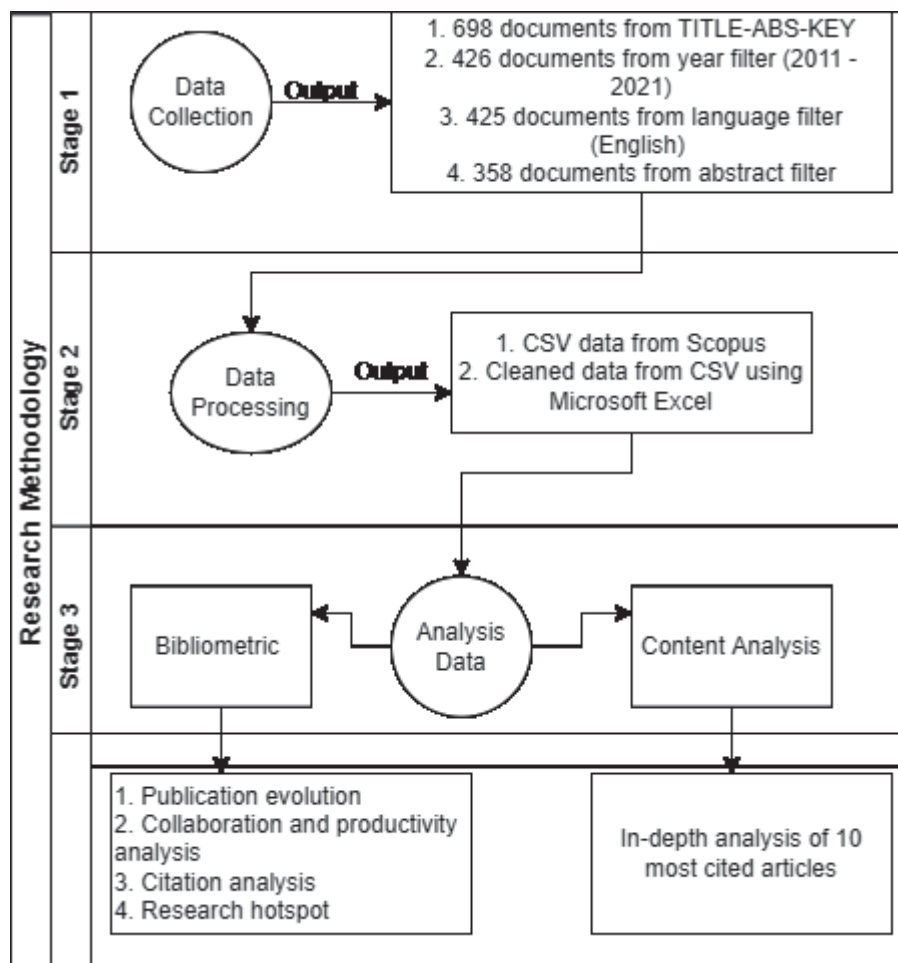 Research Methodology
Stage 1
Data
Collection
Output
1. 698 documents from TITLE-ABS-KEY
2. 426 documents from year filter (2011 -
2021)
3. 425 documents from language filter
(English)
4. 358 documents from abstract filter
Stage 2
Data
Processing
Output
1. CSV data from Scopus
2. Cleaned data from CSV using
Microsoft Excel
Stage 3
Bibliometric
Analysis
Data
Content Analysis
1. Publication evolution
2. Collaboration and productivity
analysis
3. Citation analysis
4. Research hotspot
In-depth analysis of 10
most cited articles